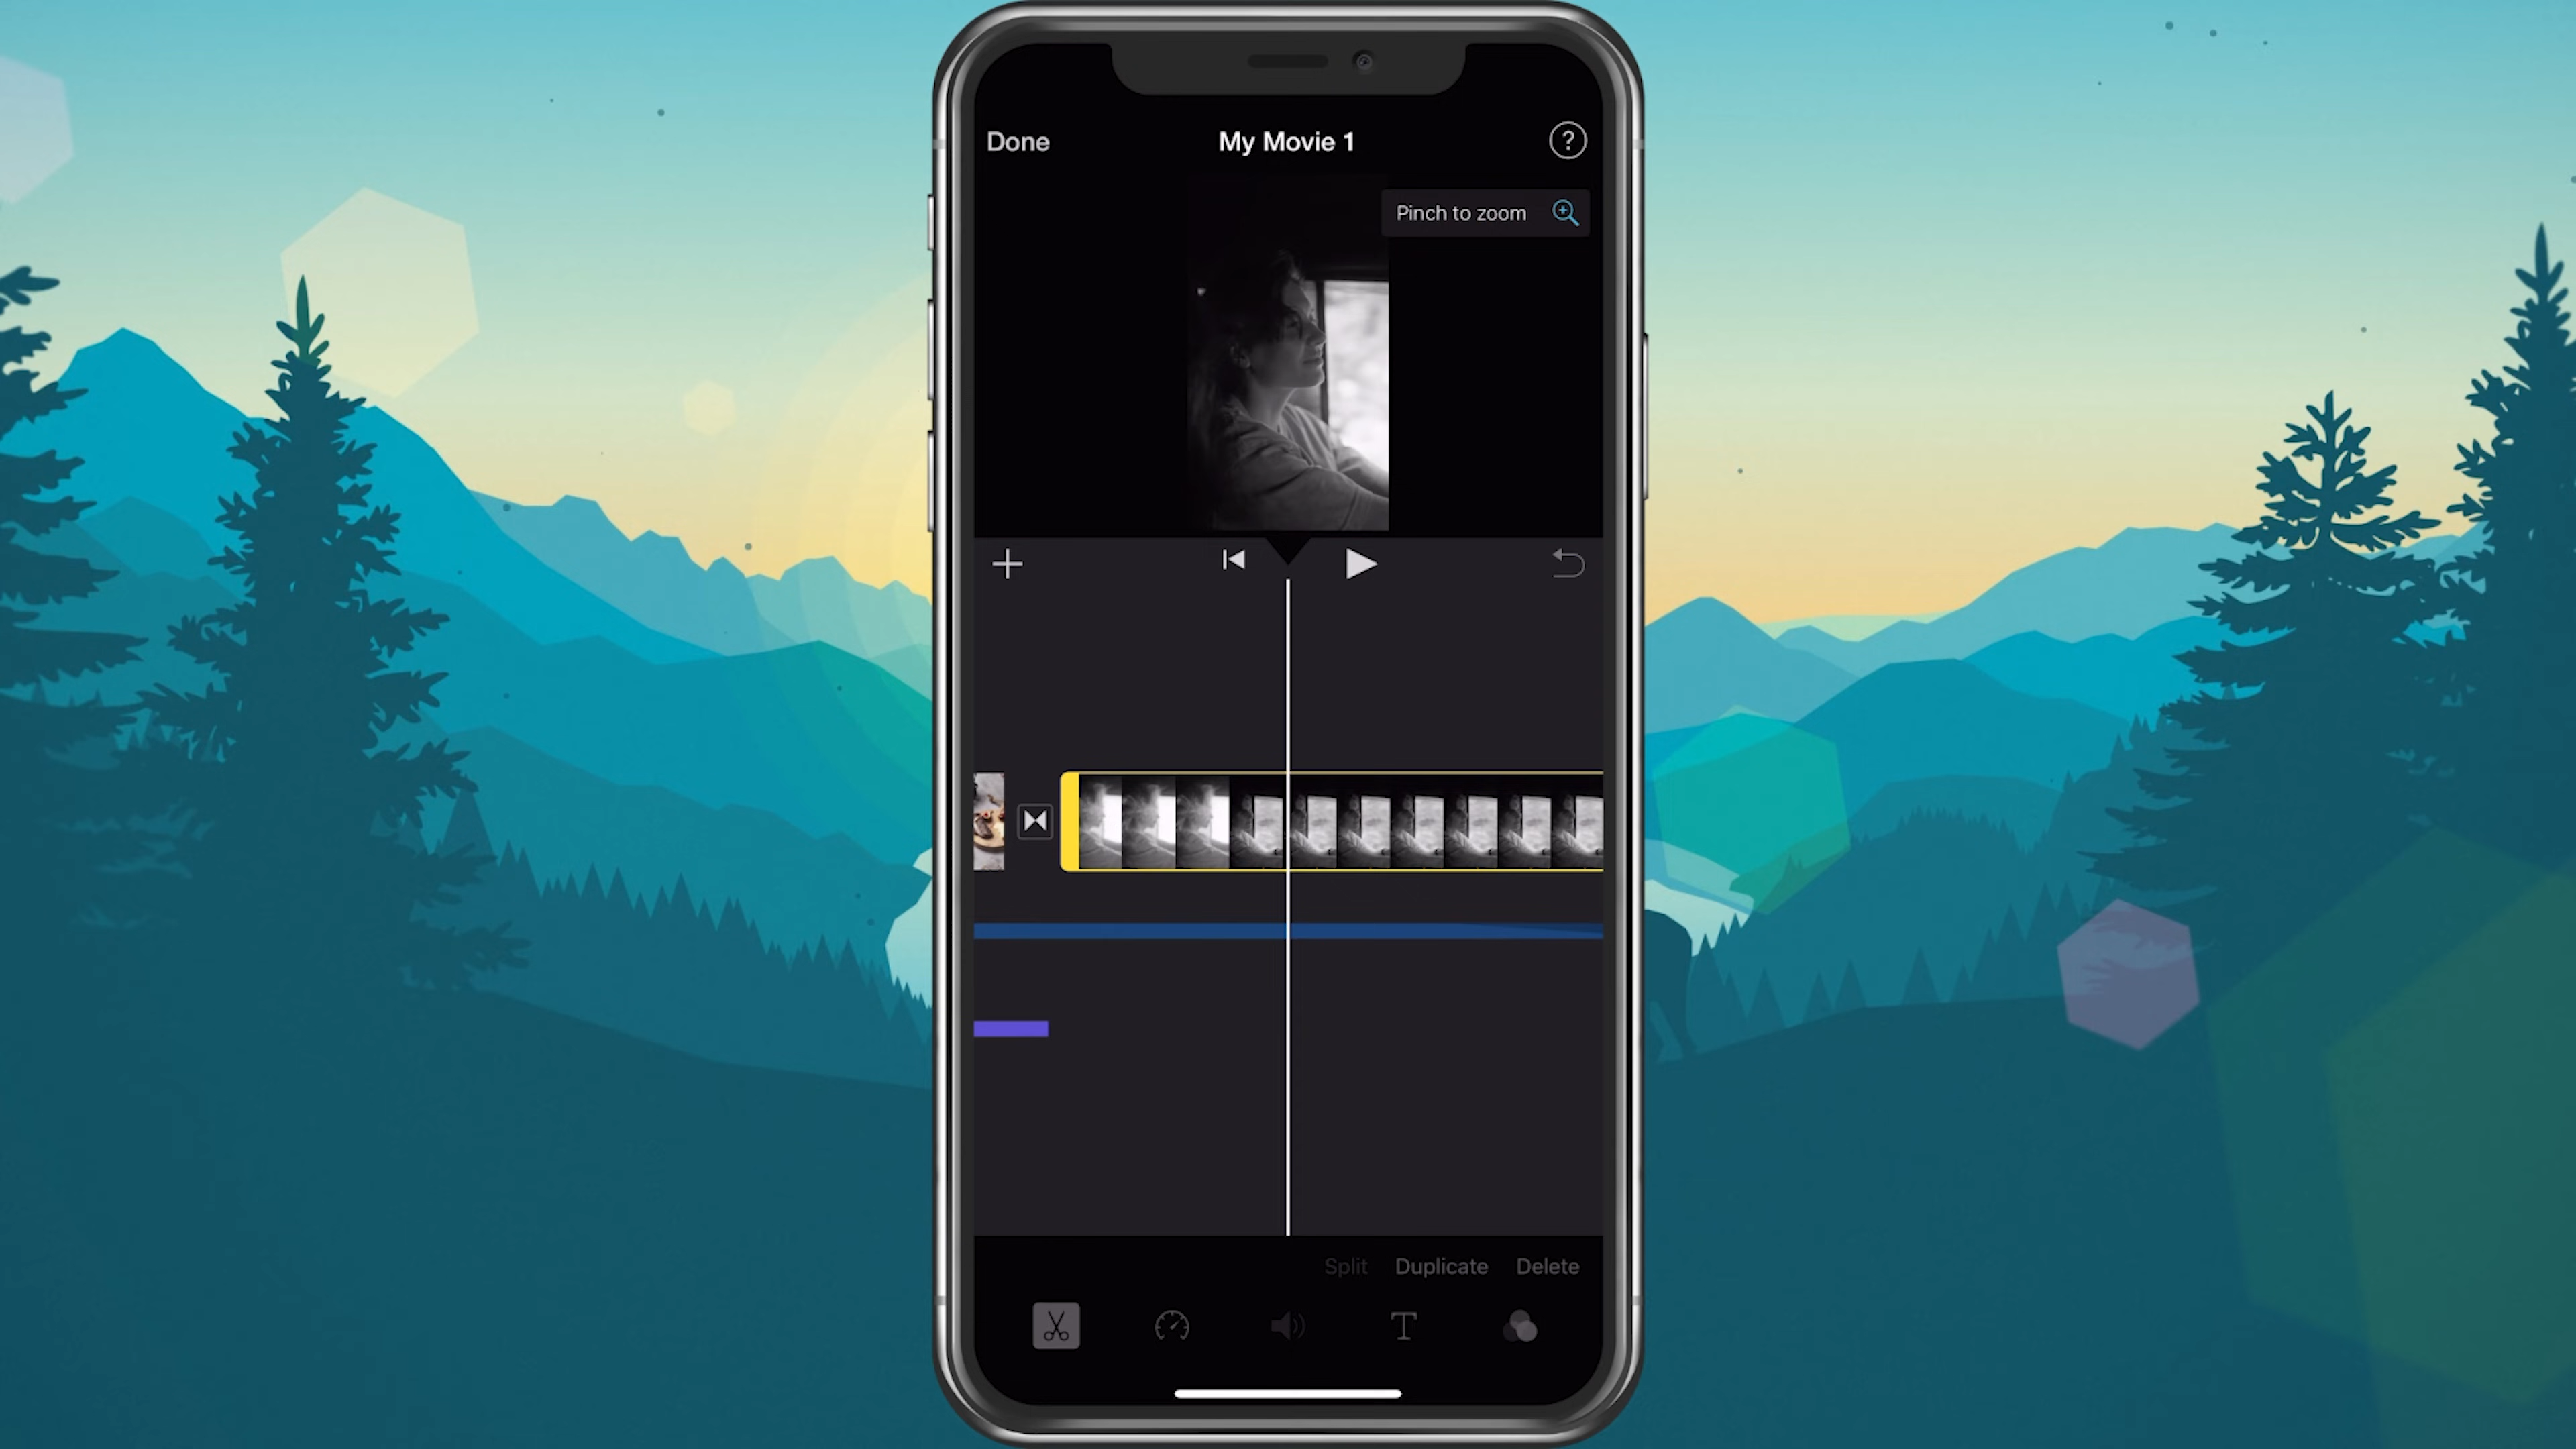 Done
My Movie 1
?
Pinch to zoom
Split
Duplicate
Delete
T